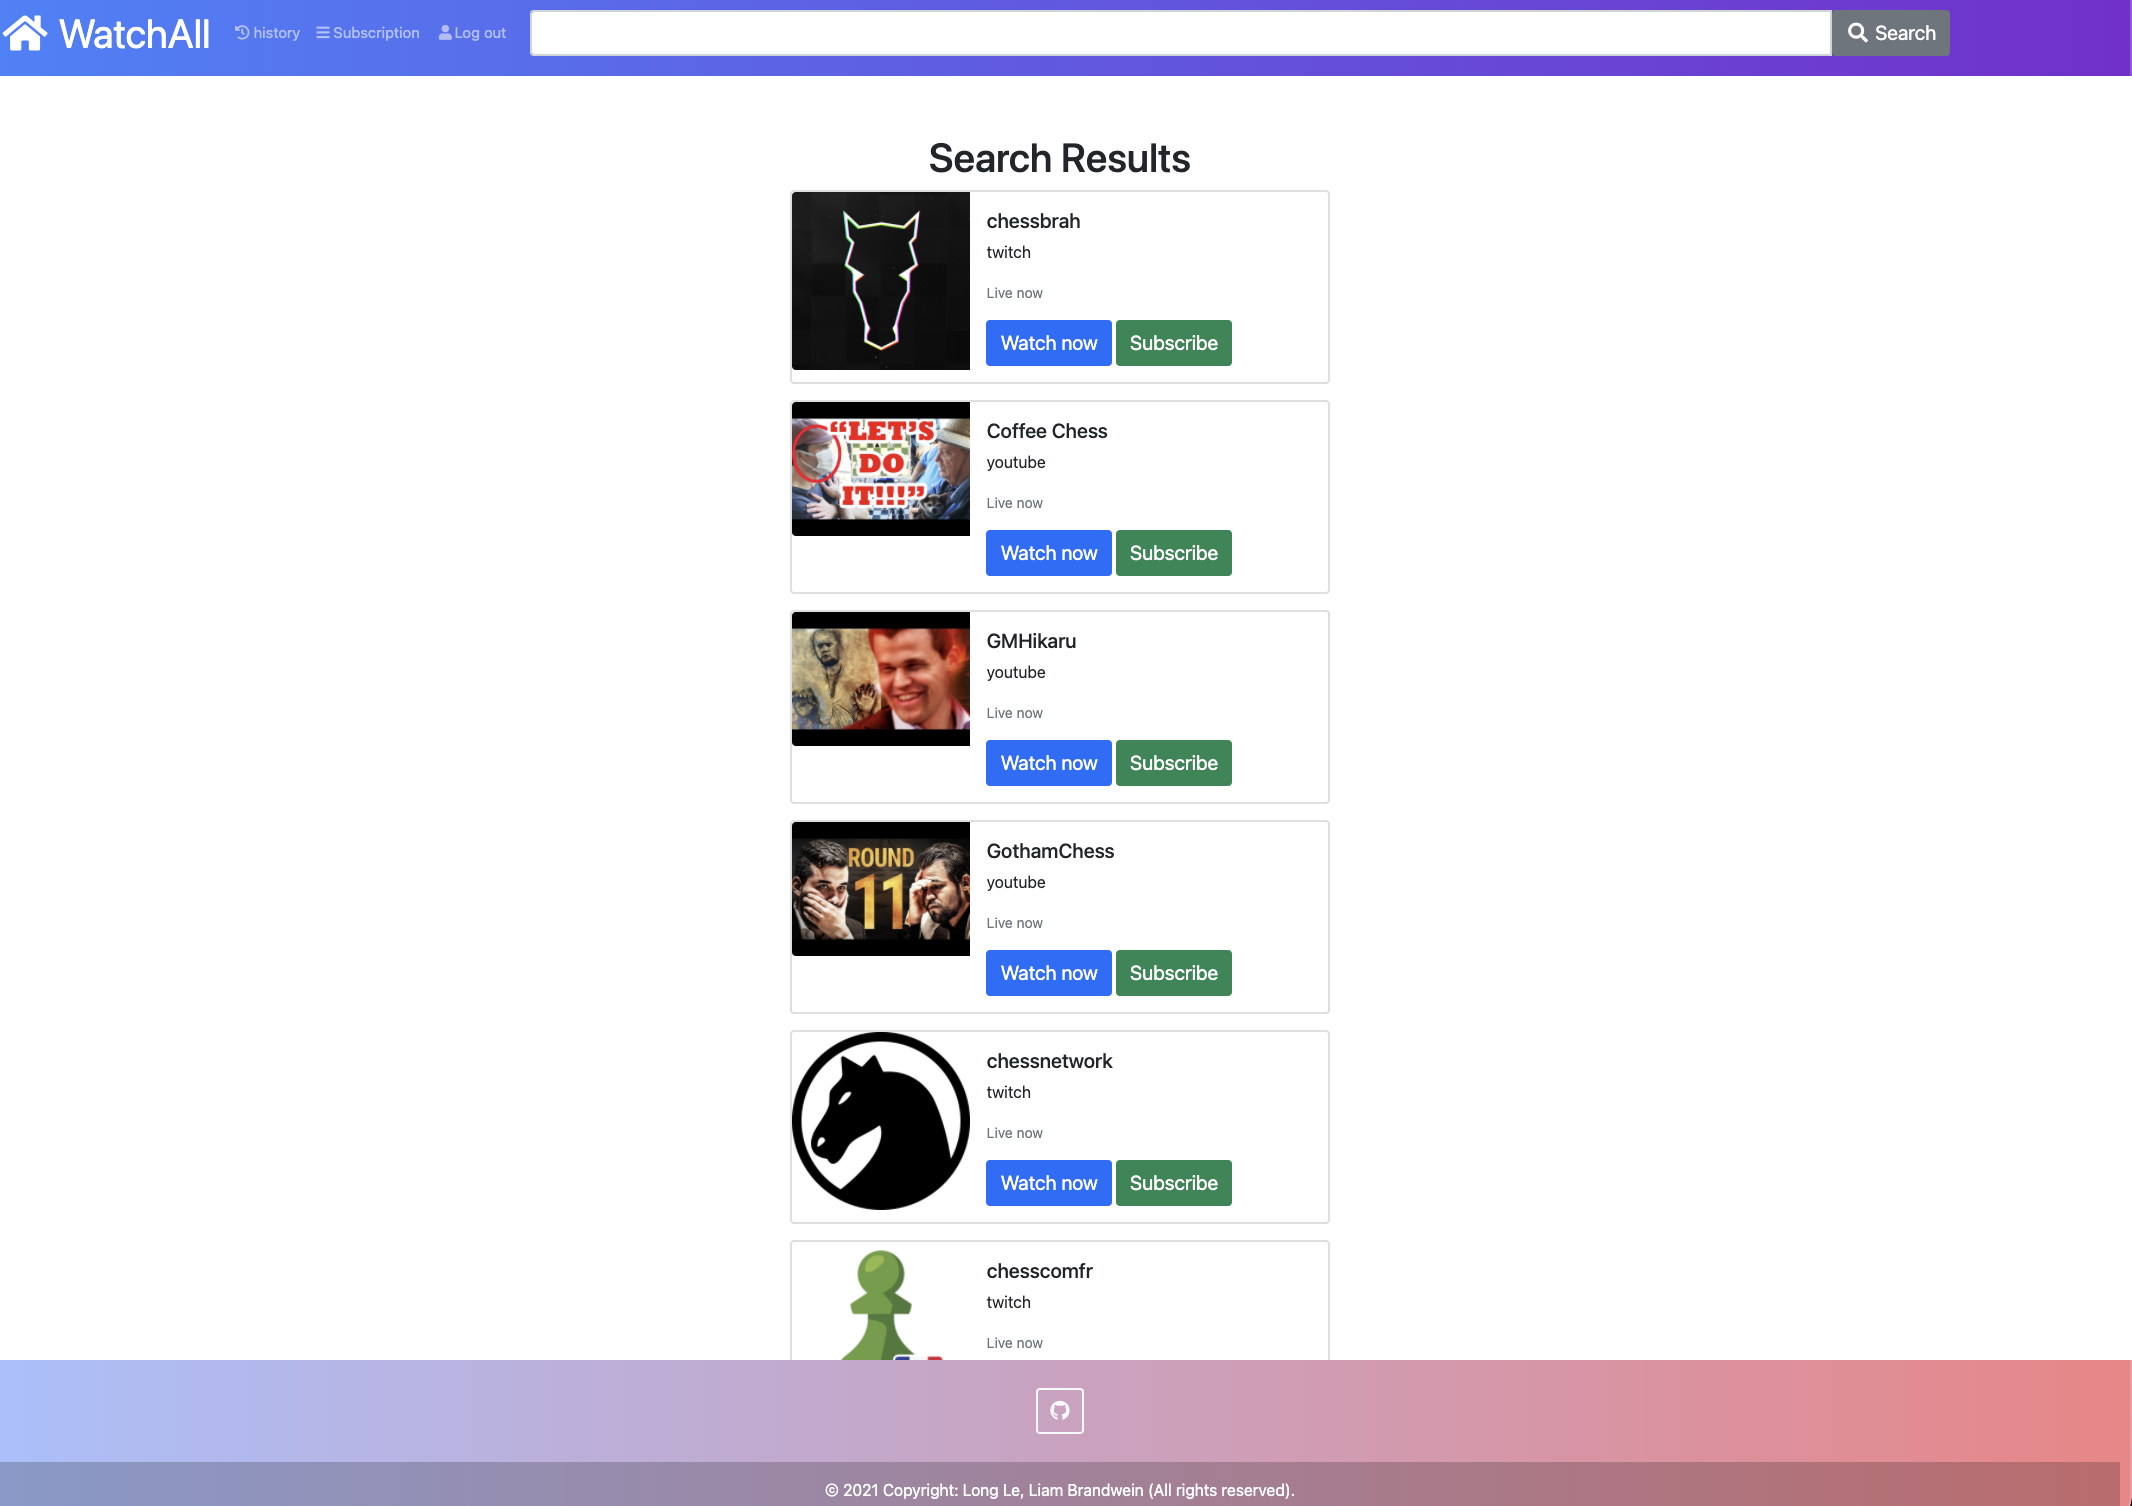 WatchAll
history
Subscription
Log out
Search
Search Results
chessbrah
twitch
Live now
Watch now
Subscribe
“LET'S
DO
IT!!!”
Coffee Chess
youtube
Live now
Watch now
Subscribe
GMHikaru
youtube
Live now
Watch now
Subscribe
ROUND
11
GothamChess
youtube
Live now
Watch now
Subscribe
chessnetwork
twitch
Live now
Watch now
Subscribe
chesscomfr
twitch
Live now
© 2021 Copyright: Long Le, Liam Brandwein (All rights reserved).